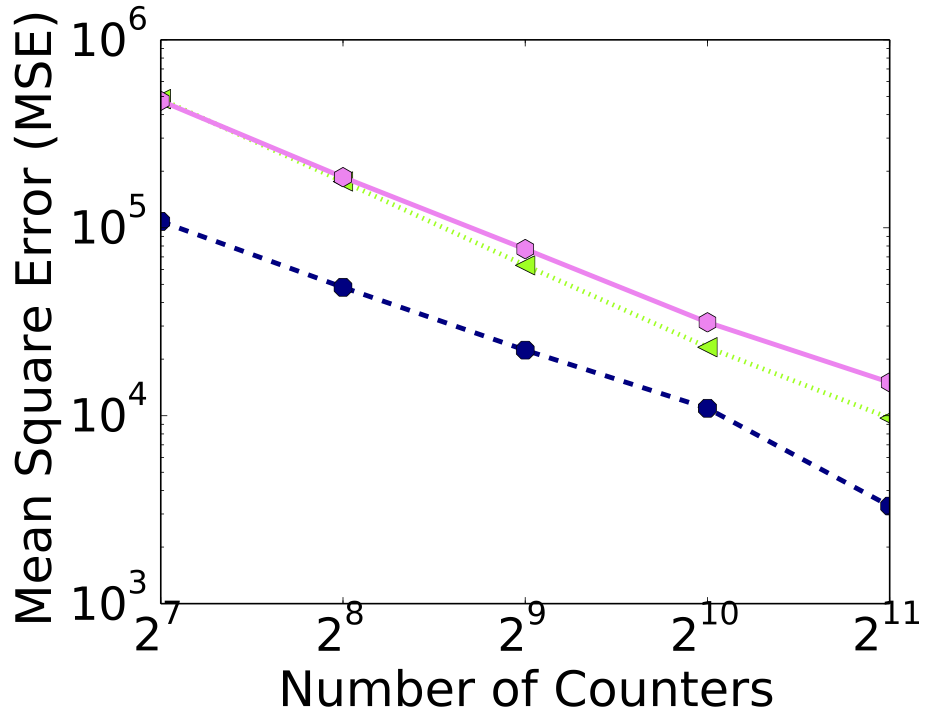 Mean Square Error (MSE)
10^6
10^5
10^4
10^3
2^7 2^8 2^9 2^10 2^11
Number of Counters